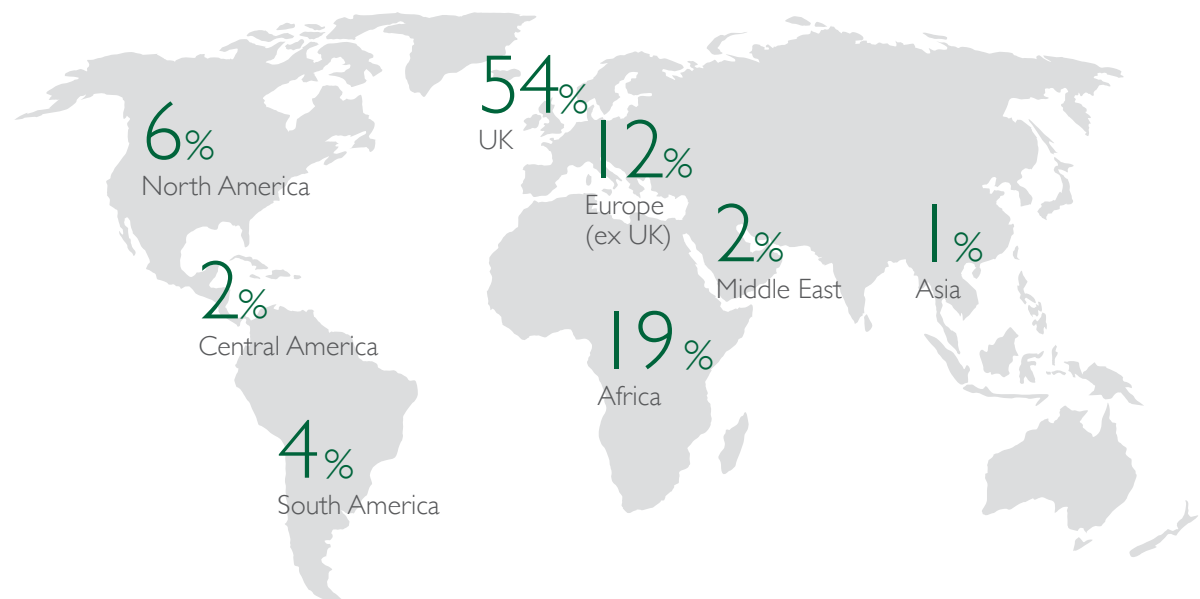 54%
UK
6%
North America
12%
Europe
(ex UK)
2%
Middle East
1%
Asia
2%
Central America
19%
Africa
4%
South America